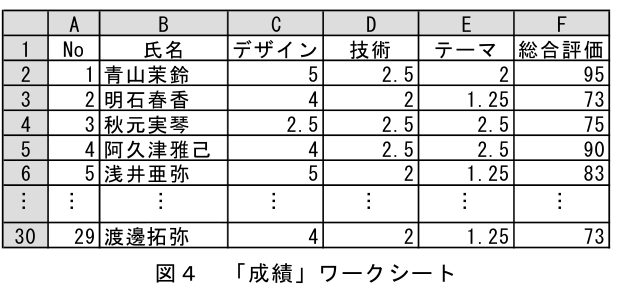 A B C D E F
1 No 氏名 デザイン 技術 テーマ 総合評価
2 1 青山茉鈴 5 2.5 2 95
3 2 明石春香 4 2 1.25 73
4 3 秋元実琴 2.5 2.5 2.5 75
5 4 阿久津雅己 4 2.5 2.5 90
6 5 浅井亜弥 5 2 1.25 83
⋮ ⋮ ⋮ ⋮ ⋮ ⋮ ⋮
30 29 渡邊拓弥 4 2 1.25 73
図4 「成績」ワークシート